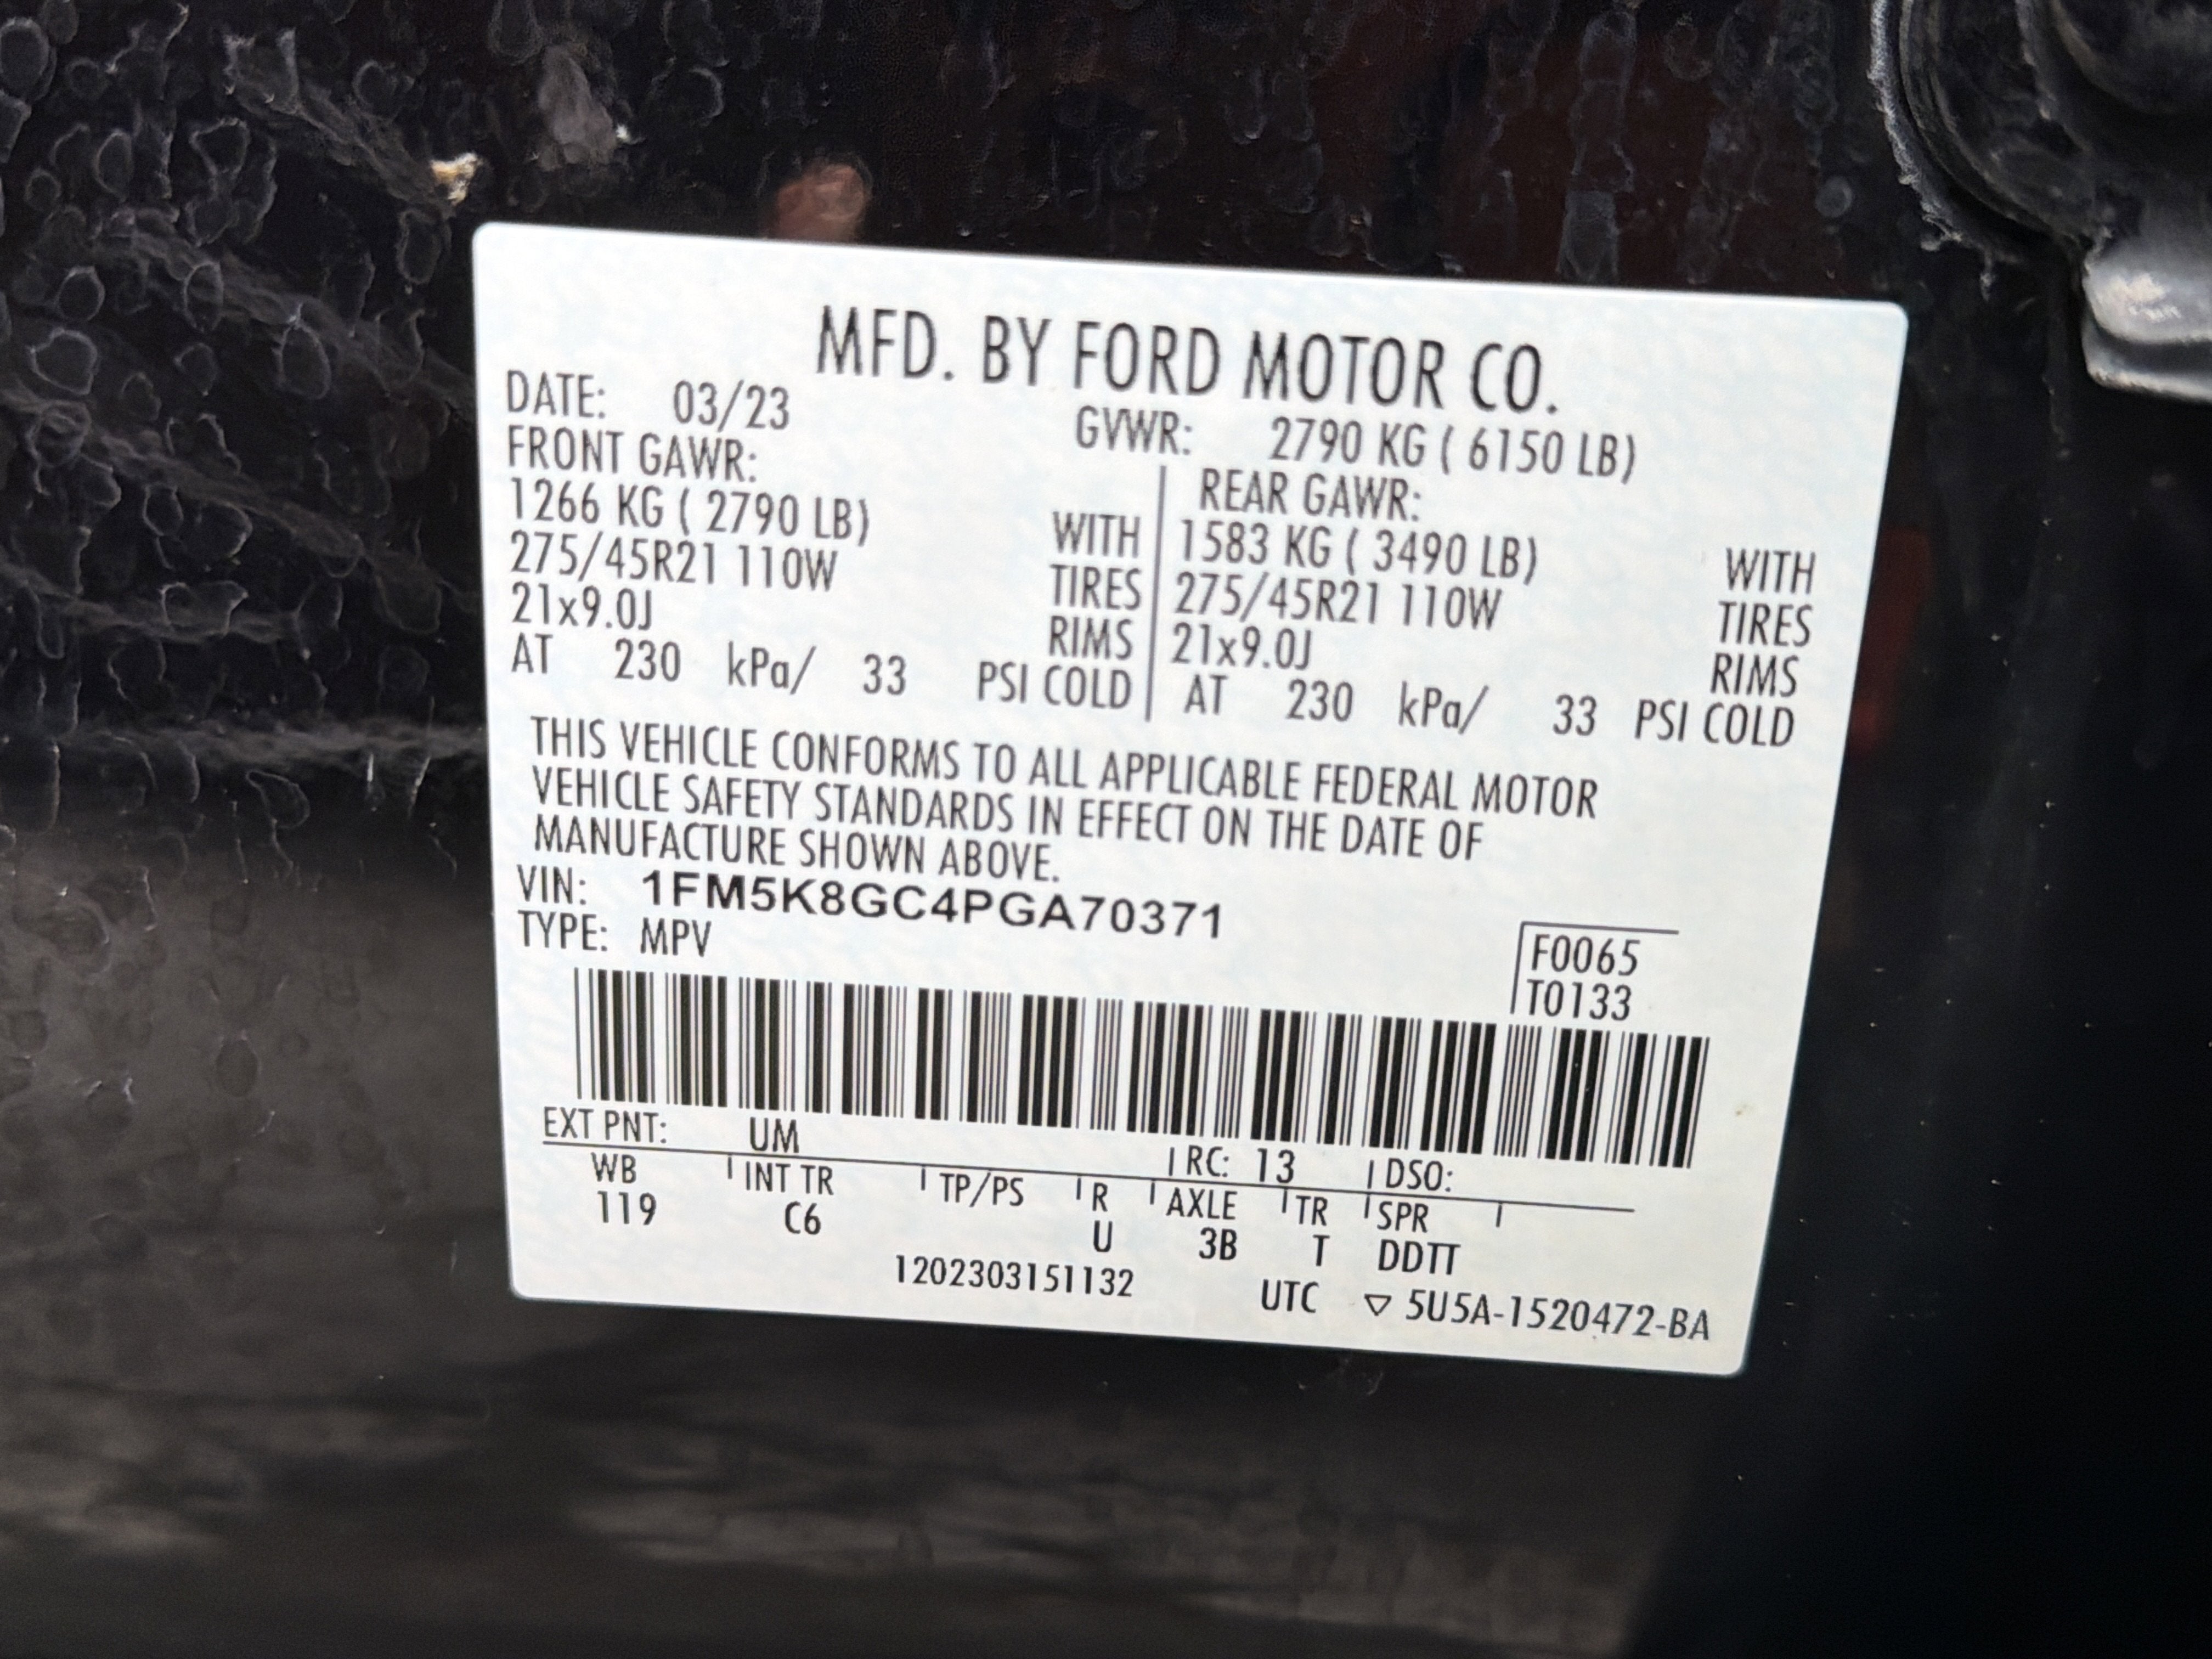 MFD. BY FORD MOTOR CO.
DATE: 03/23 GVWR: 2790 KG ( 6150 LB)
FRONT GAWR: REAR GAWR:
1266 KG ( 2790 LB) WITH 1583 KG ( 3490 LB) WITH
275/45R21 110W TIRES 275/45R21 110W TIRES
21x9.0J RIMS 21x9.0J RIMS
AT 230 kPa/ 33 PSI COLD AT 230 kPa/ 33 PSI COLD
THIS VEHICLE CONFORMS TO ALL APPLICABLE FEDERAL MOTOR
VEHICLE SAFETY STANDARDS IN EFFECT ON THE DATE OF
MANUFACTURE SHOWN ABOVE.
VIN: 1FM5K8GC4PGA70371
TYPE: MPV
F0065
T0133
EXT PNT: UM RC: 13 DSO:
WB INT TR TP/PS R AXLE TR SPR
119 C6 U 3B T DDTT
1202303151132 UTC ▽ 5U5A-1520472-BA